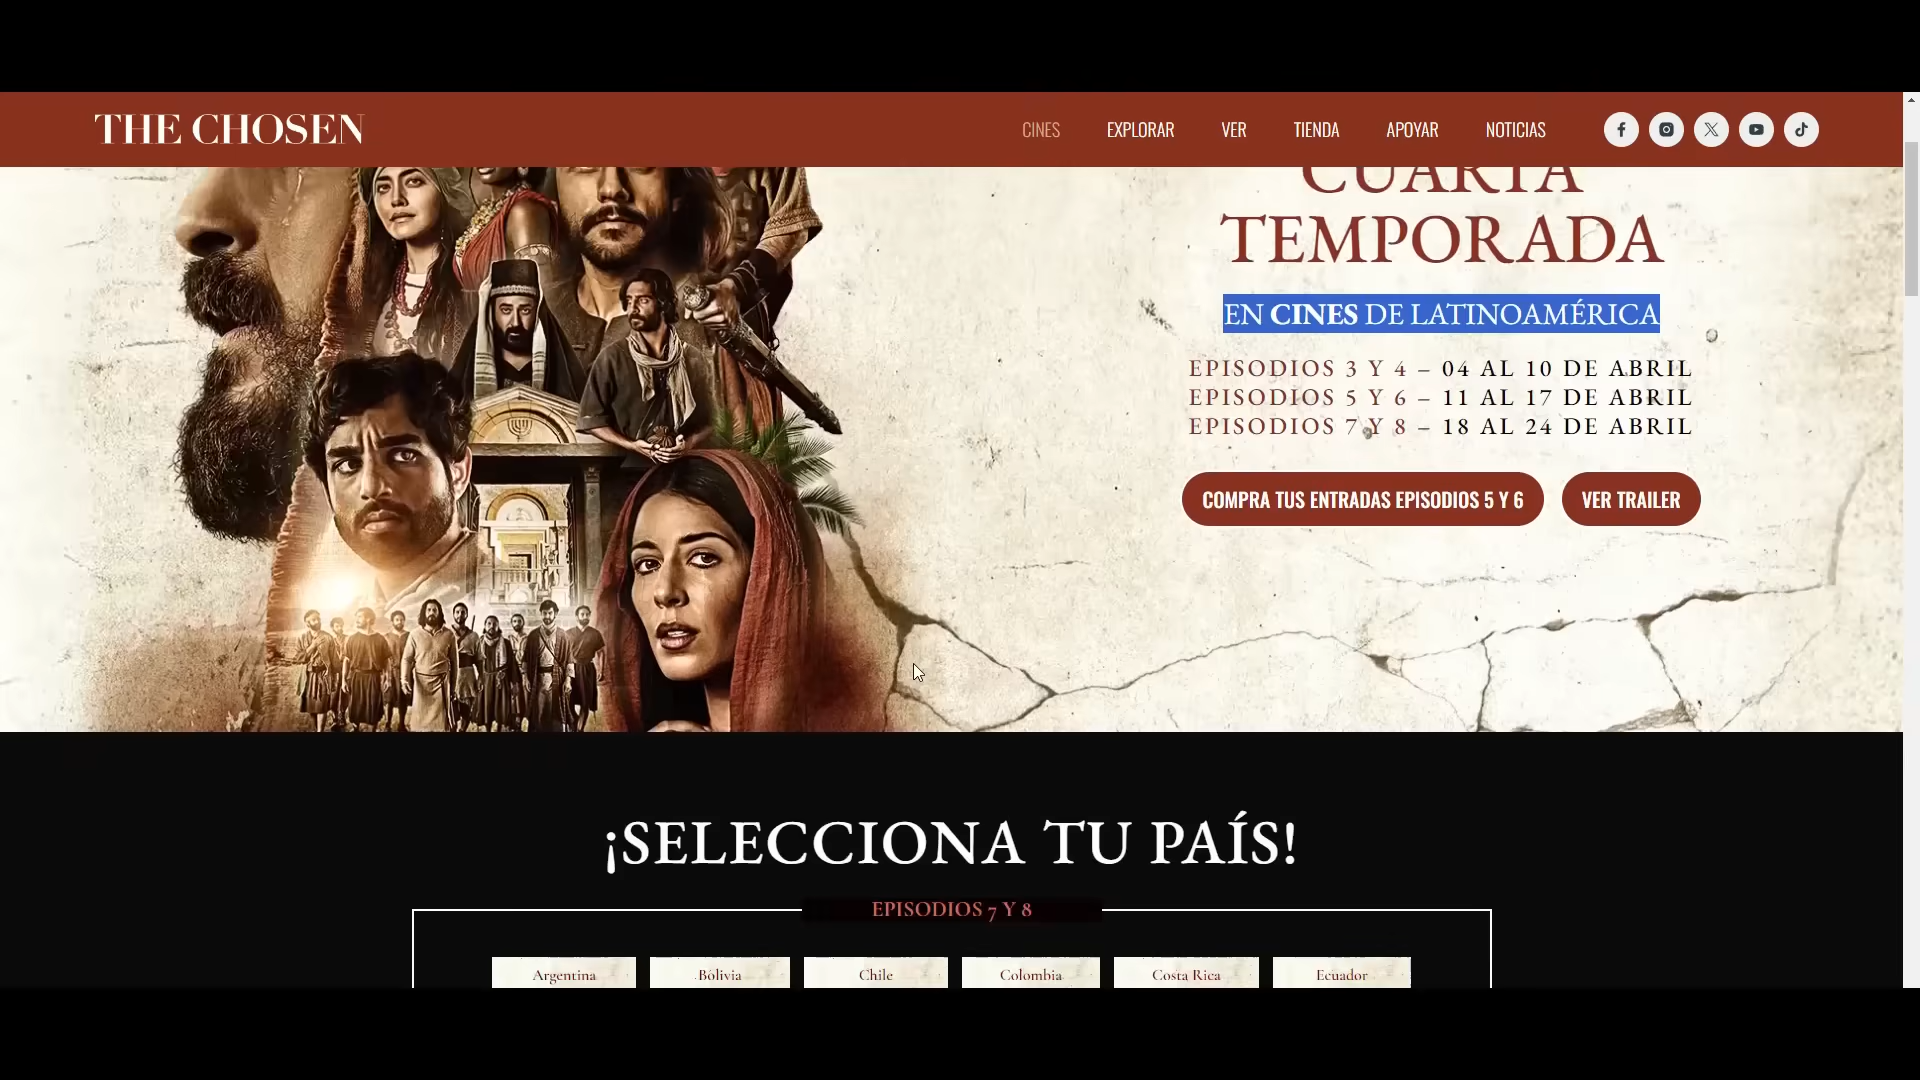 THE CHOSEN
CINES EXPLORAR VER TIENDA APOYAR NOTICIAS
CUARTA
TEMPORADA
EN CINES DE LATINOAMÉRICA
EPISODIOS 3 Y 4 – 04 AL 10 DE ABRIL
EPISODIOS 5 Y 6 – 11 AL 17 DE ABRIL
EPISODIOS 7 Y 8 – 18 AL 24 DE ABRIL
COMPRA TUS ENTRADAS EPISODIOS 5 Y 6 VER TRAILER
¡SELECCIONA TU PAÍS!
EPISODIOS 7 Y 8
Argentina Bolivia Chile Colombia Costa Rica Ecuador